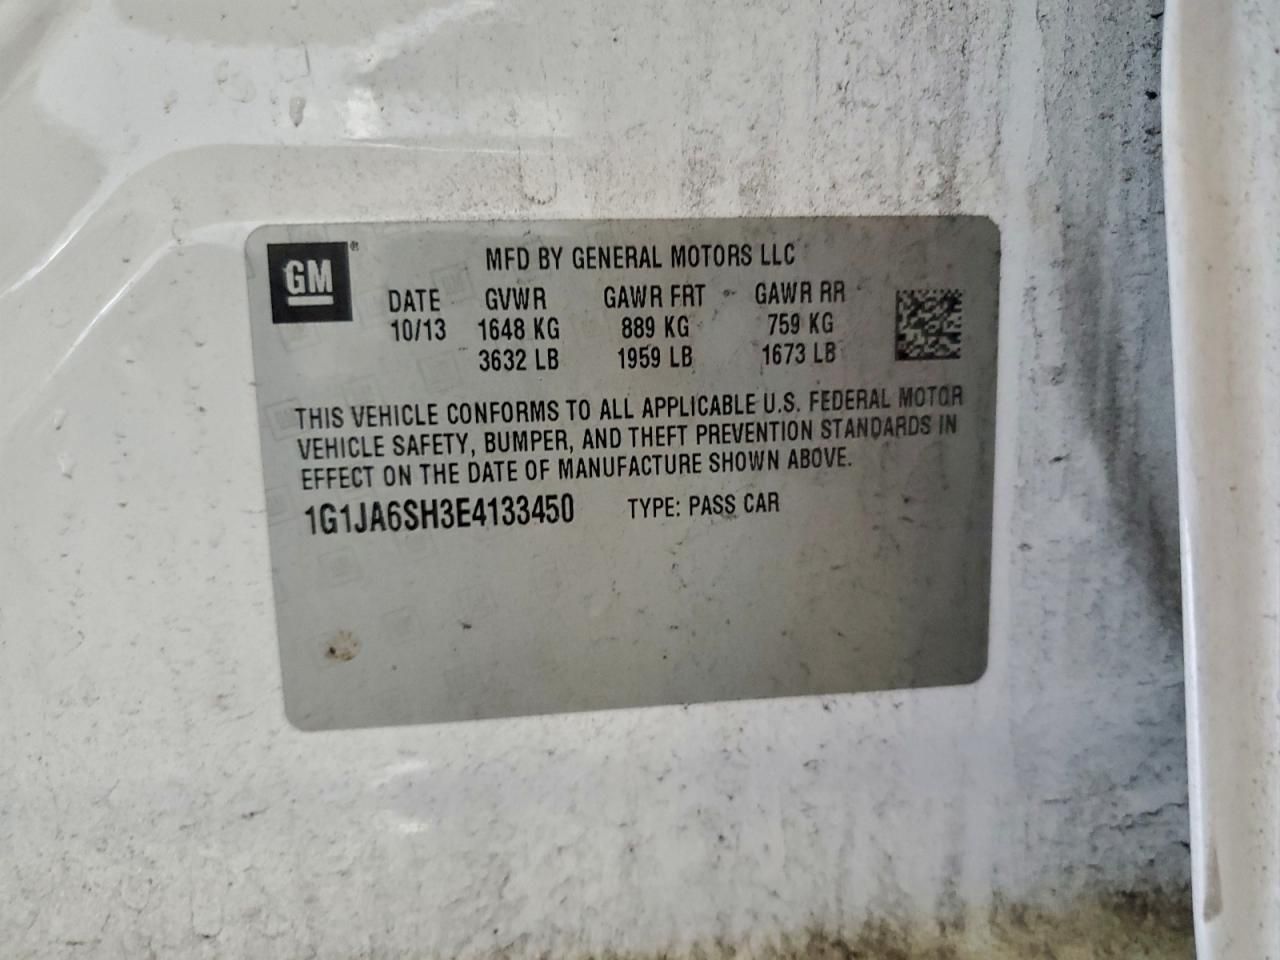 GM ®
MFD BY GENERAL MOTORS LLC
DATE GVWR GAWR FRT GAWR RR
10/13 1648 KG 889 KG 759 KG
3632 LB 1959 LB 1673 LB
THIS VEHICLE CONFORMS TO ALL APPLICABLE U.S. FEDERAL MOTOR
VEHICLE SAFETY, BUMPER, AND THEFT PREVENTION STANDARDS IN
EFFECT ON THE DATE OF MANUFACTURE SHOWN ABOVE.
1G1JA6SH3E4133450 TYPE: PASS CAR